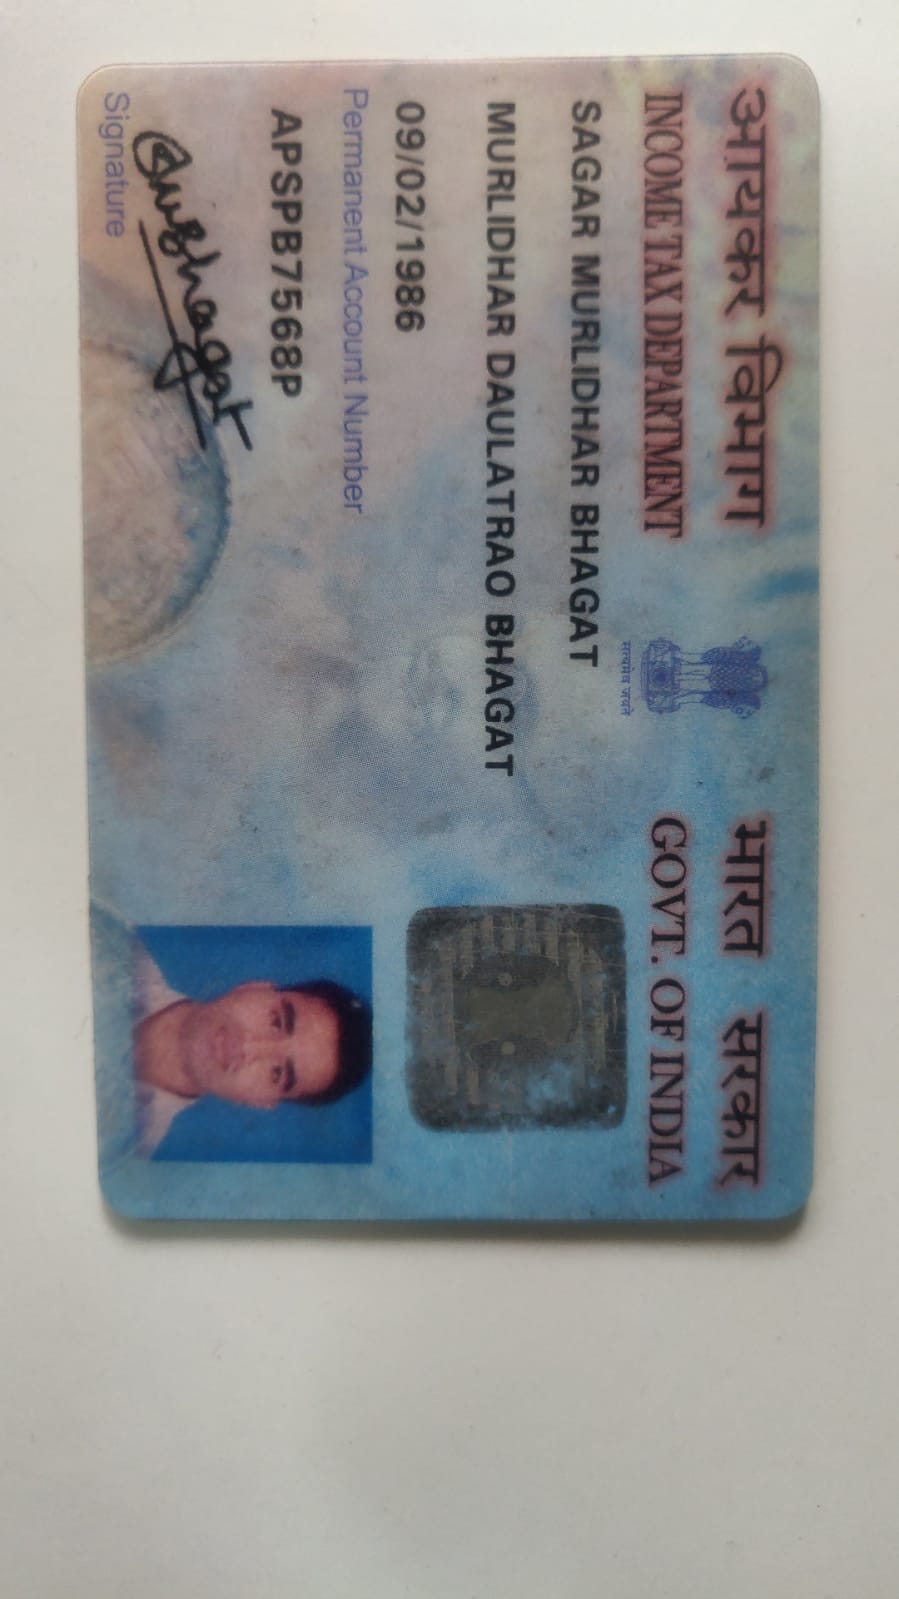 आयकर विभाग
INCOME TAX DEPARTMENT
सत्यमेव जयते
भारत सरकार
GOVT. OF INDIA
SAGAR MURLIDHAR BHAGAT
MURLIDHAR DAULATRAO BHAGAT
09/02/1986
Permanent Account Number
APSPB7568P
Signature